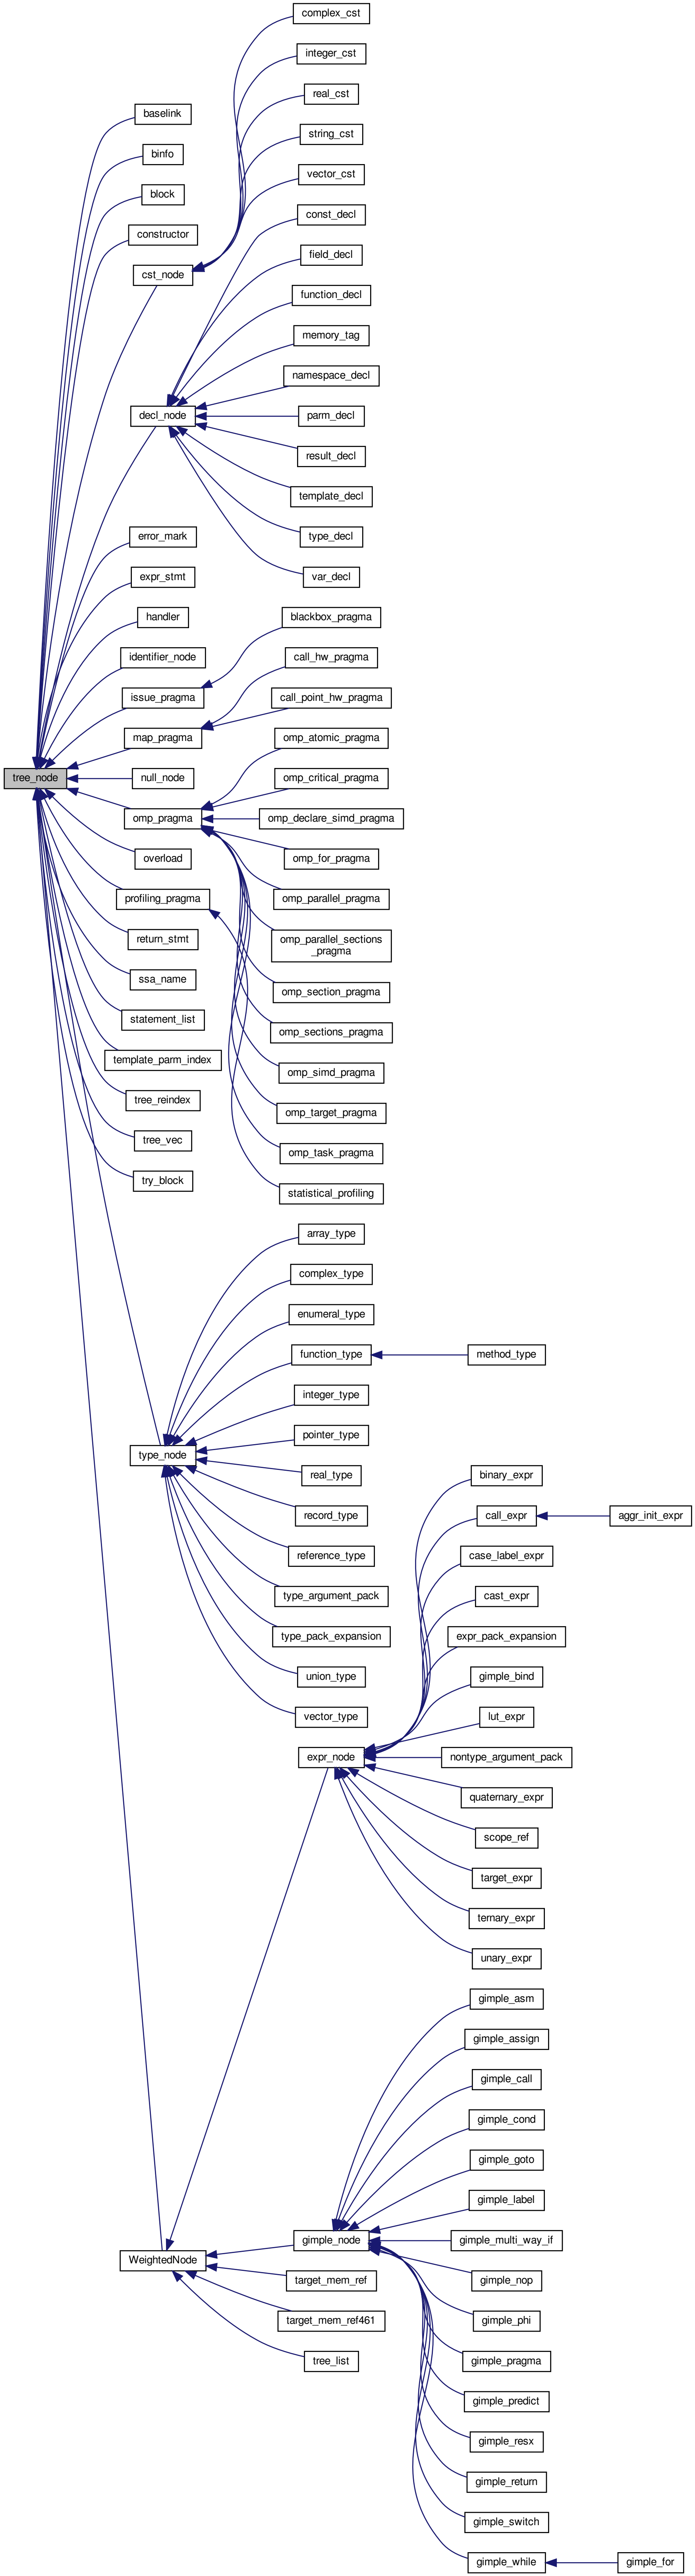 complex_cst
integer_cst
real_cst
baselink
string_cst
binfo
vector_cst
block
const_decl
constructor
field_decl
cst_node
function_decl
memory_tag
namespace_decl
decl_node
parm_decl
result_decl
template_decl
error_mark
type_decl
expr_stmt
var_decl
handler
blackbox_pragma
identifier_node
call_hw_pragma
issue_pragma
call_point_hw_pragma
map_pragma
omp_atomic_pragma
tree_node
null_node
omp_critical_pragma
omp_pragma
omp_declare_simd_pragma
overload
omp_for_pragma
profiling_pragma
omp_parallel_pragma
return_stmt
omp_parallel_sections
_pragma
ssa_name
omp_section_pragma
statement_list
omp_sections_pragma
template_parm_index
omp_simd_pragma
tree_reindex
omp_target_pragma
tree_vec
omp_task_pragma
try_block
statistical_profiling
array_type
complex_type
enumeral_type
function_type
method_type
integer_type
pointer_type
type_node
real_type
binary_expr
record_type
call_expr
aggr_init_expr
reference_type
case_label_expr
type_argument_pack
cast_expr
type_pack_expansion
expr_pack_expansion
union_type
gimple_bind
vector_type
lut_expr
expr_node
nontype_argument_pack
quaternary_expr
scope_ref
target_expr
ternary_expr
unary_expr
gimple_asm
gimple_assign
gimple_call
gimple_cond
gimple_goto
gimple_label
gimple_node
gimple_multi_way_if
WeightedNode
target_mem_ref
gimple_nop
target_mem_ref461
gimple_phi
tree_list
gimple_pragma
gimple_predict
gimple_resx
gimple_return
gimple_switch
gimple_while
gimple_for